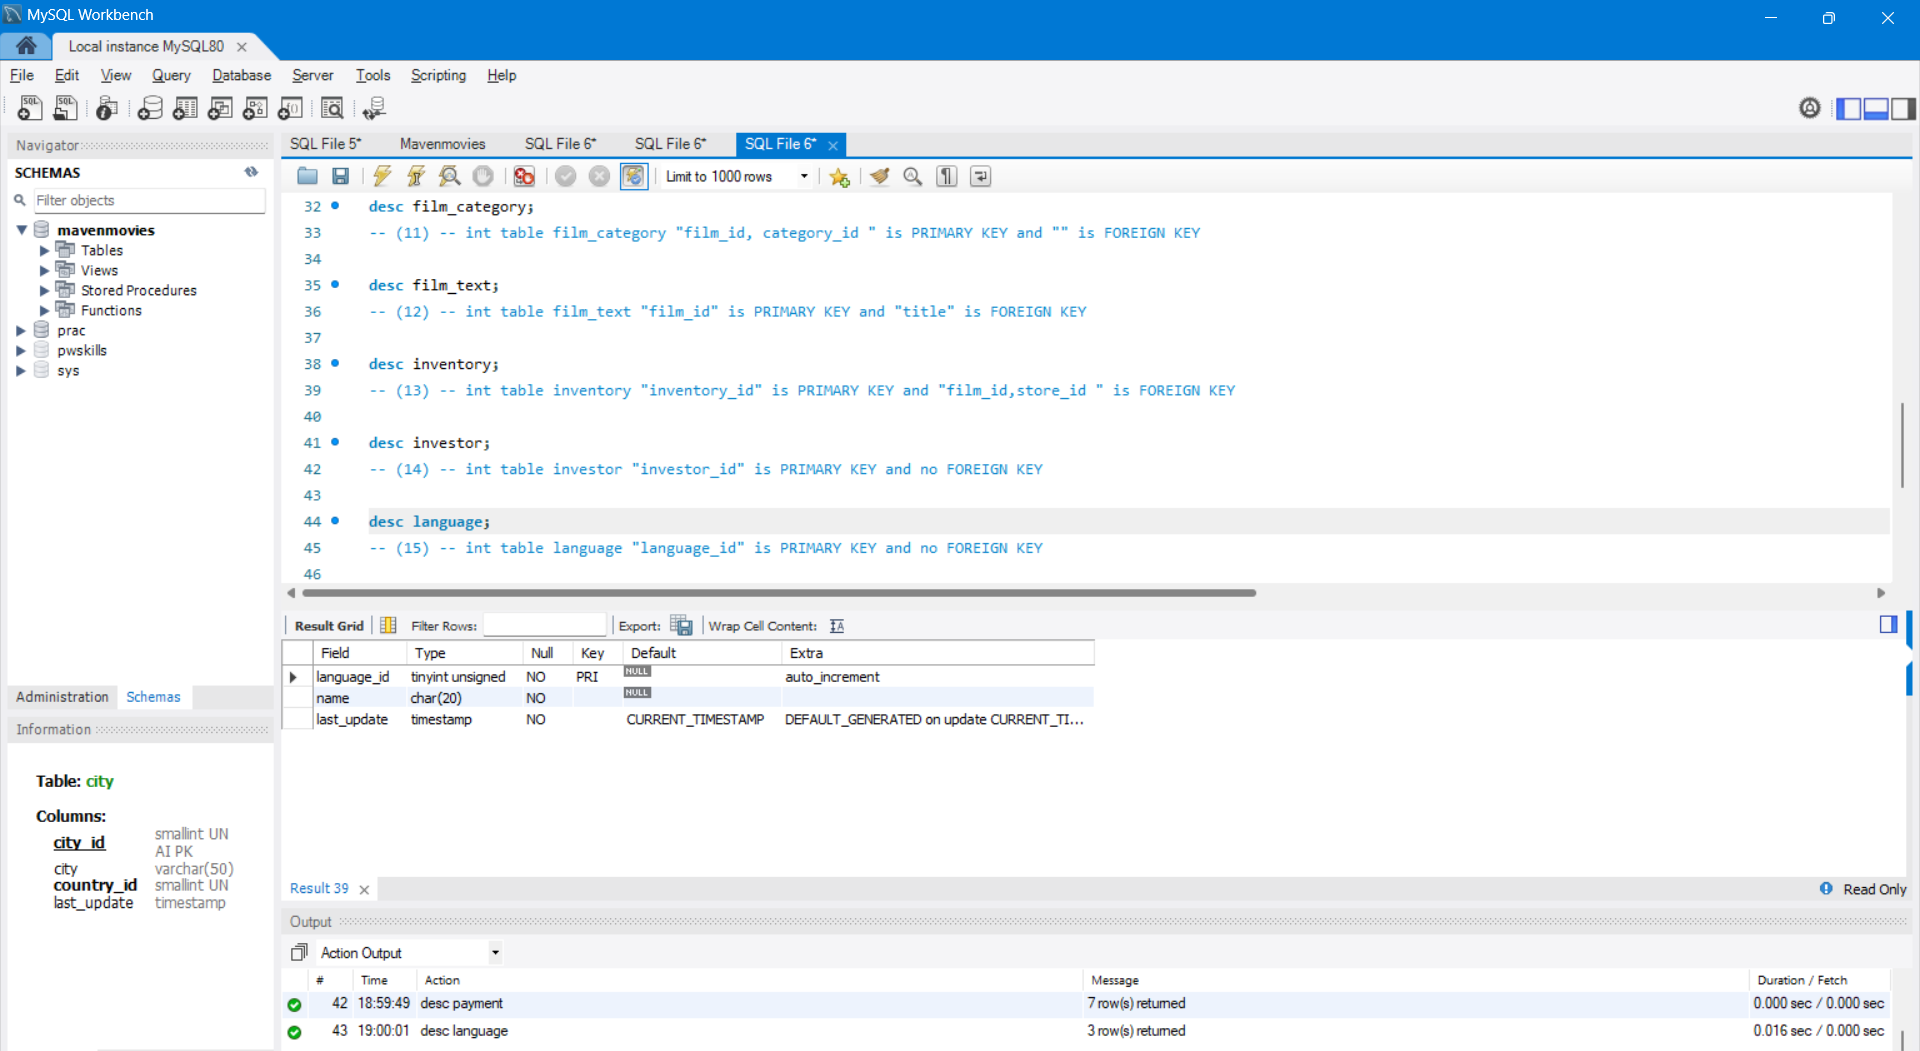 MySQL Workbench
Local instance MySQL80
File Edit View Query Database Server Tools Scripting Help
Navigator
SCHEMAS
Filter objects
mavenmovies
Tables
Views
Stored Procedures
Functions
prac
pwskills
sys
Administration Schemas
Information
Table: city
Columns:
city_id smallint UN AI PK
city varchar(50)
country_id smallint UN
last_update timestamp
SQL File 5* Mavenmovies SQL File 6* SQL File 6* SQL File 6*
Limit to 1000 rows
32 desc film_category;
33 -- (11) -- int table film_category "film_id, category_id " is PRIMARY KEY and "" is FOREIGN KEY
34
35 desc film_text;
36 -- (12) -- int table film_text "film_id" is PRIMARY KEY and "title" is FOREIGN KEY
37
38 desc inventory;
39 -- (13) -- int table inventory "inventory_id" is PRIMARY KEY and "film_id,store_id " is FOREIGN KEY
40
41 desc investor;
42 -- (14) -- int table investor "investor_id" is PRIMARY KEY and no FOREIGN KEY
43
44 desc language;
45 -- (15) -- int table language "language_id" is PRIMARY KEY and no FOREIGN KEY
46
Result Grid Filter Rows: Export: Wrap Cell Content:
Field Type Null Key Default Extra
language_id tinyint unsigned NO PRI NULL auto_increment
name char(20) NO NULL
last_update timestamp NO CURRENT_TIMESTAMP DEFAULT_GENERATED on update CURRENT_TI...
Result 39 Read Only
Output
Action Output
# Time Action Message Duration / Fetch
42 18:59:49 desc payment 7 row(s) returned 0.000 sec / 0.000 sec
43 19:00:01 desc language 3 row(s) returned 0.016 sec / 0.000 sec